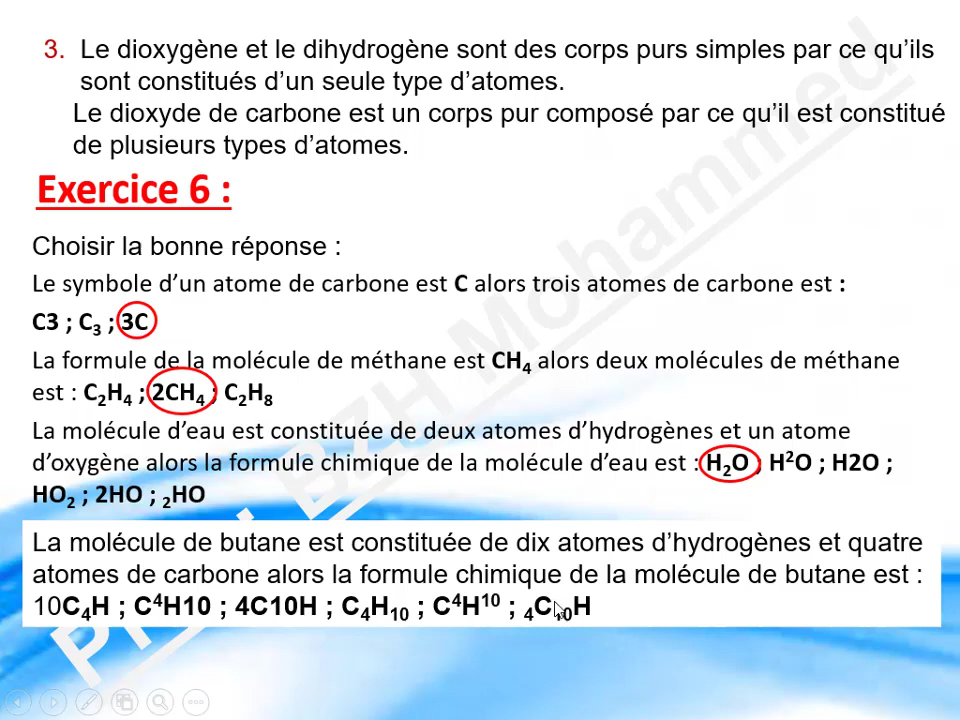 3. Le dioxygène et le dihydrogène sont des corps purs simples par ce qu’ils
sont constitués d’un seule type d’atomes.
Le dioxyde de carbone est un corps pur composé par ce qu’il est constitué
de plusieurs types d’atomes.
Exercice 6 :
Choisir la bonne réponse :
Le symbole d’un atome de carbone est C alors trois atomes de carbone est :
C3 ; C₃ ; 3C
La formule de la molécule de méthane est CH₄ alors deux molécules de méthane
est : C₂H₄ ; 2CH₄ ; C₂H₈
La molécule d’eau est constituée de deux atomes d’hydrogènes et un atome
d’oxygène alors la formule chimique de la molécule d’eau est : H₂O ; H²O ; H2O ;
HO₂ ; 2HO ; ₂HO
La molécule de butane est constituée de dix atomes d’hydrogènes et quatre
atomes de carbone alors la formule chimique de la molécule de butane est :
10C₄H ; C⁴H10 ; 4C10H ; C₄H₁₀ ; C⁴H¹⁰ ; ₄C₁₀H
BZH Mohammed